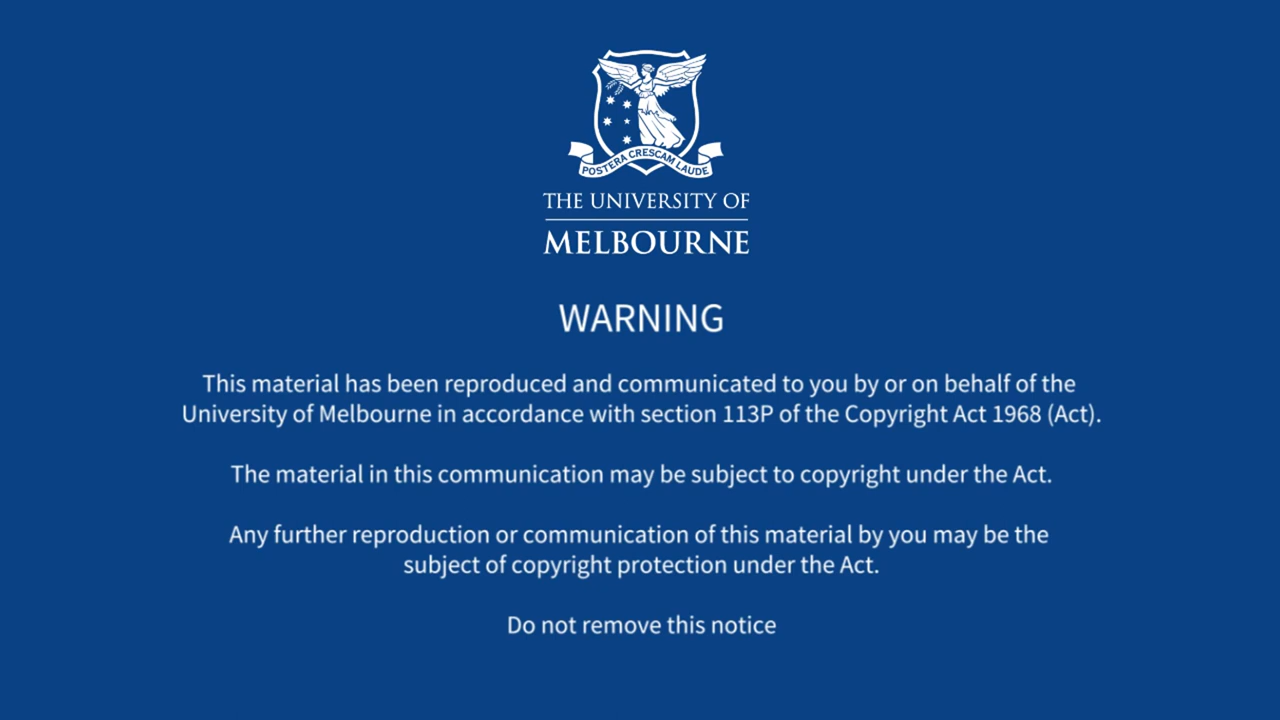 POSTERA CRESCAM LAUDE
THE UNIVERSITY OF
MELBOURNE
WARNING
This material has been reproduced and communicated to you by or on behalf of the
University of Melbourne in accordance with section 113P of the Copyright Act 1968 (Act).
The material in this communication may be subject to copyright under the Act.
Any further reproduction or communication of this material by you may be the
subject of copyright protection under the Act.
Do not remove this notice